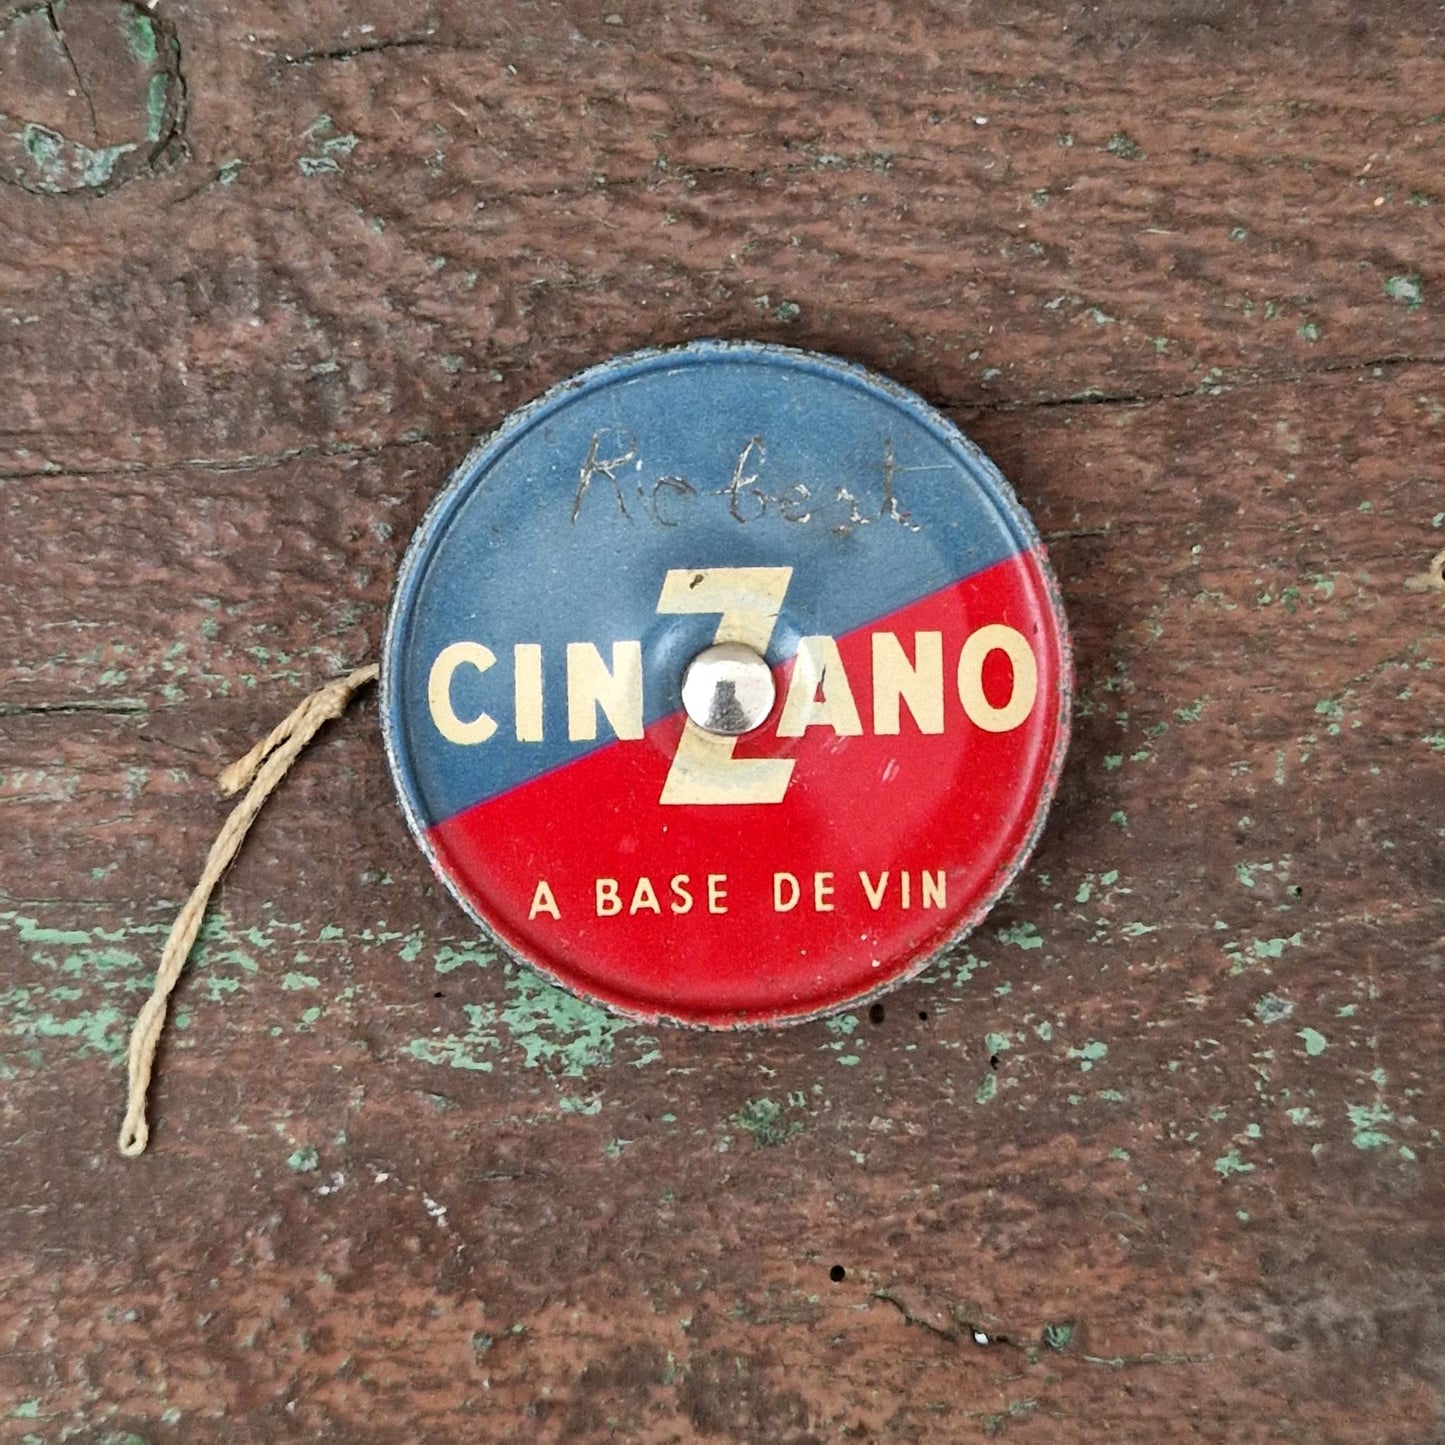 Robert
CINZANO
A BASE DE VIN